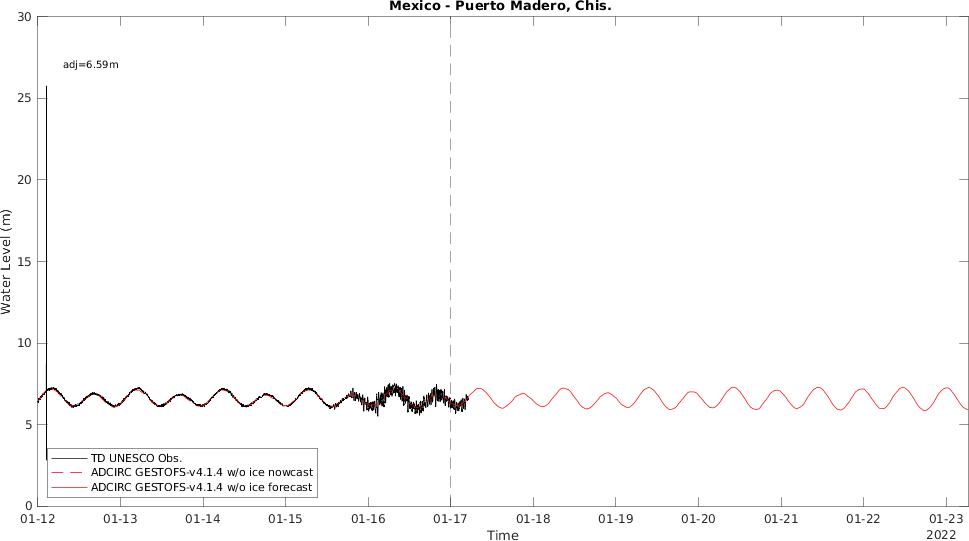 Mexico - Puerto Madero, Chis.
30
adj=6.59m
25
20
15
10
5
0
Water Level (m)
TD UNESCO Obs.
ADCIRC GESTOFS-v4.1.4 w/o ice nowcast
ADCIRC GESTOFS-v4.1.4 w/o ice forecast
01-12 01-13 01-14 01-15 01-16 01-17 01-18 01-19 01-20 01-21 01-22 01-23
Time
2022